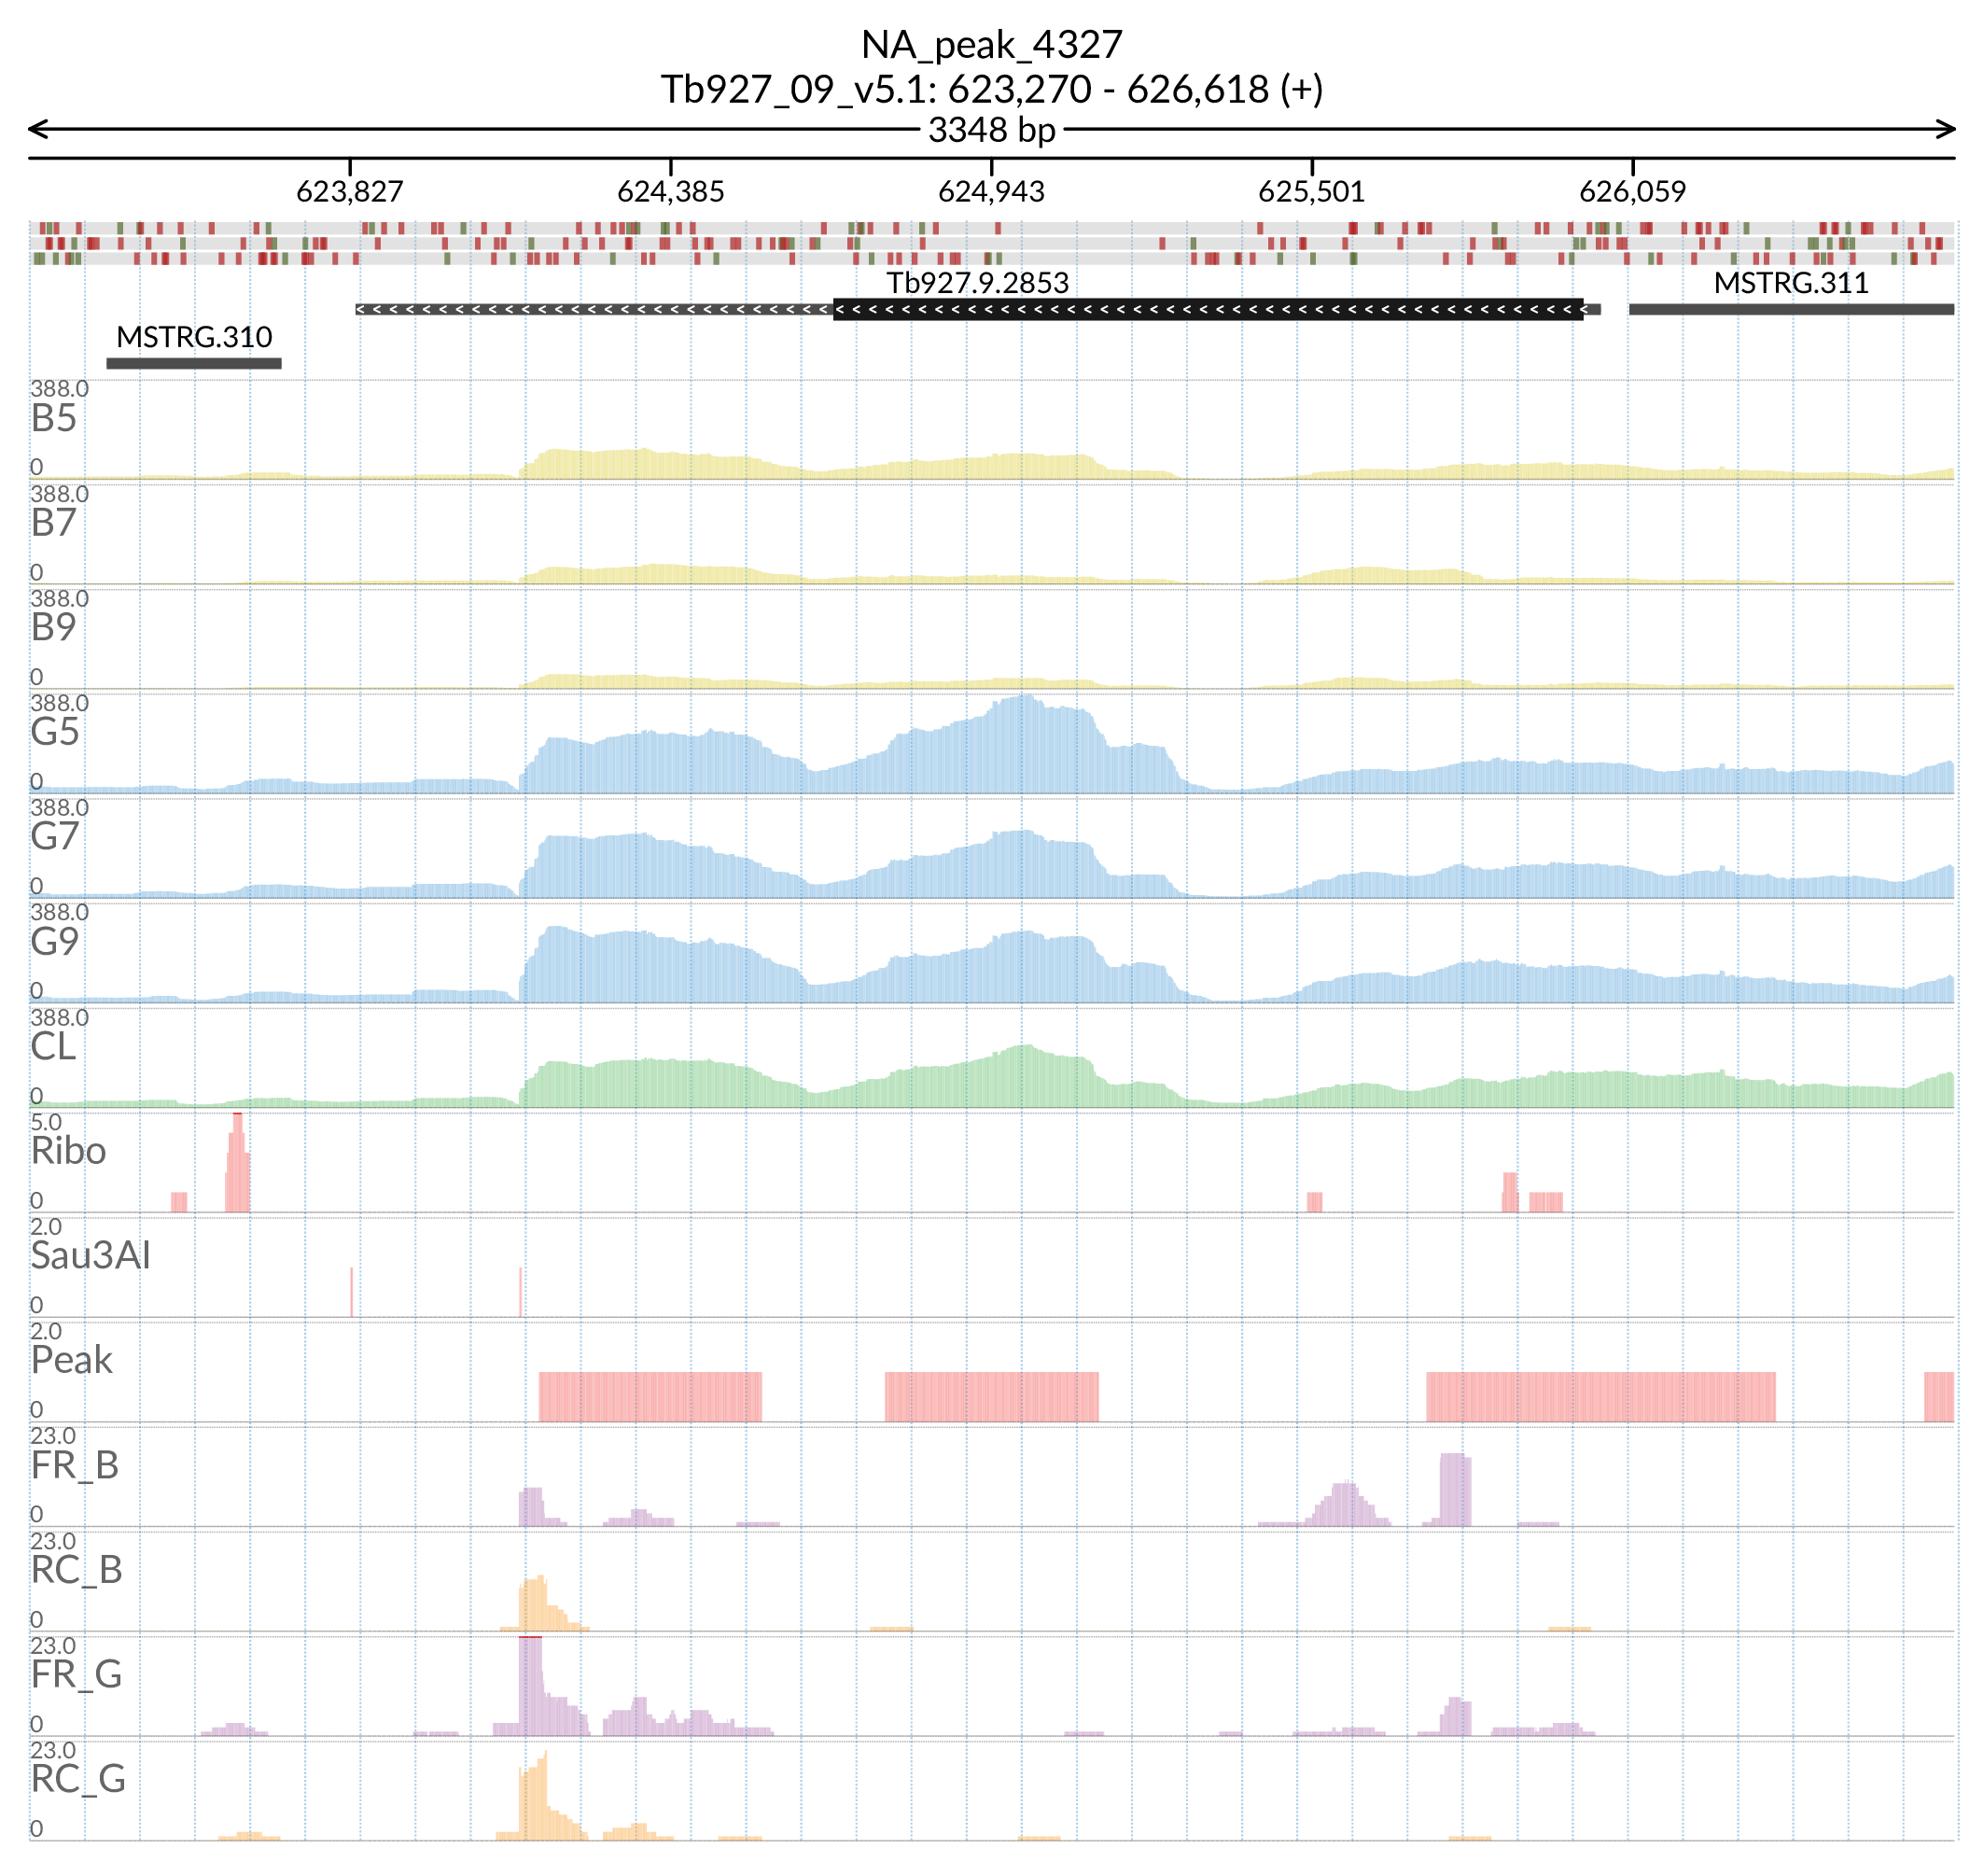 NA_peak_4327
Tb927_09_v5.1: 623,270 - 626,618 (+)
3348 bp
623,827 624,385 624,943 625,501 626,059
Tb927.9.2853 MSTRG.311
MSTRG.310
388.0
B5
0
388.0
B7
0
388.0
B9
0
388.0
G5
0
388.0
G7
0
388.0
G9
0
388.0
CL
0
5.0
Ribo
0
2.0
Sau3AI
0
2.0
Peak
0
23.0
FR_B
0
23.0
RC_B
0
23.0
FR_G
0
23.0
RC_G
0